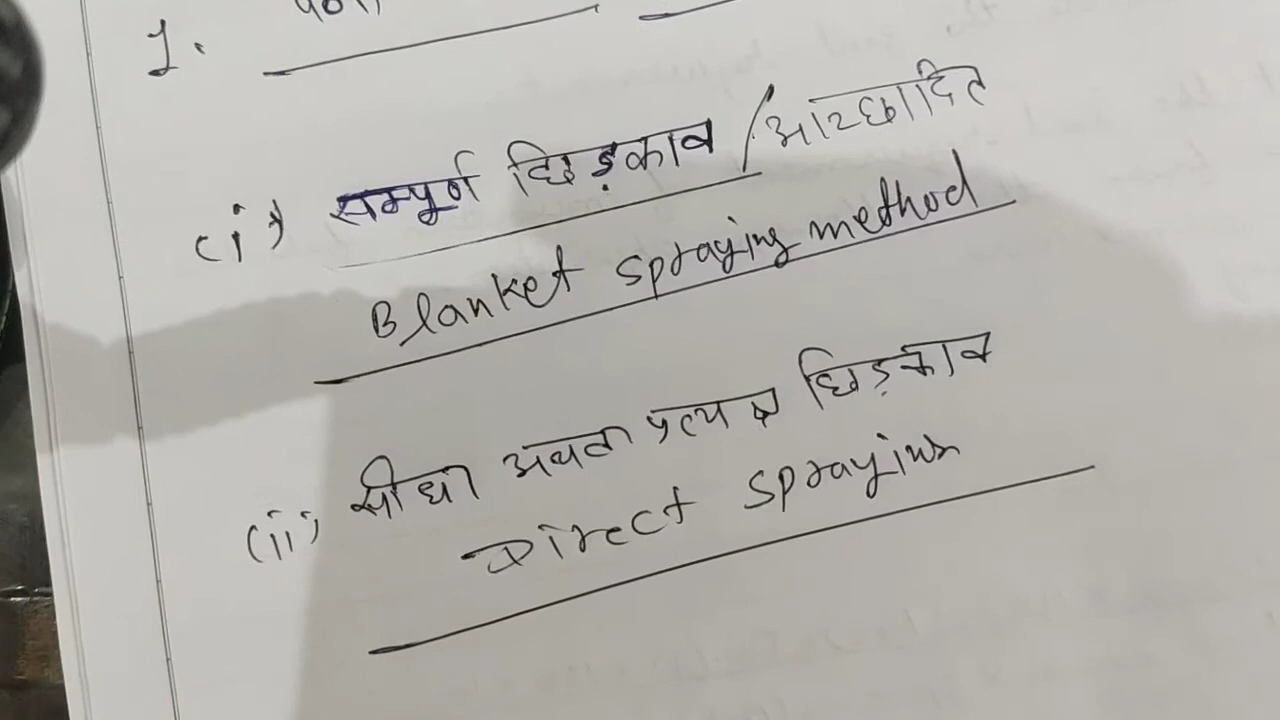 1.
(i) सम्पूर्ण छिड़काव / आच्छादित
Blanket spraying method
(ii) सीधा अथवा प्रत्यक्ष छिड़काव
Direct spraying